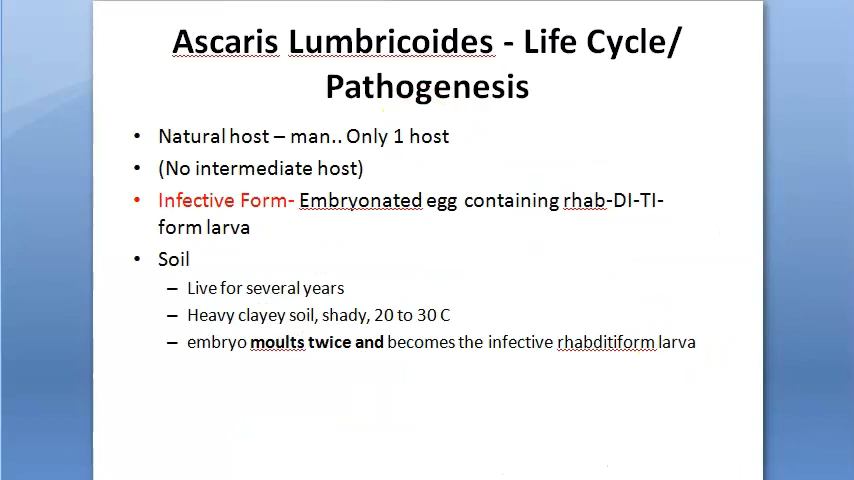 Ascaris Lumbricoides - Life Cycle/
Pathogenesis
• Natural host – man.. Only 1 host
• (No intermediate host)
• Infective Form- Embryonated egg containing rhab-DI-TI-
form larva
• Soil
– Live for several years
– Heavy clayey soil, shady, 20 to 30 C
– embryo moults twice and becomes the infective rhabditiform larva